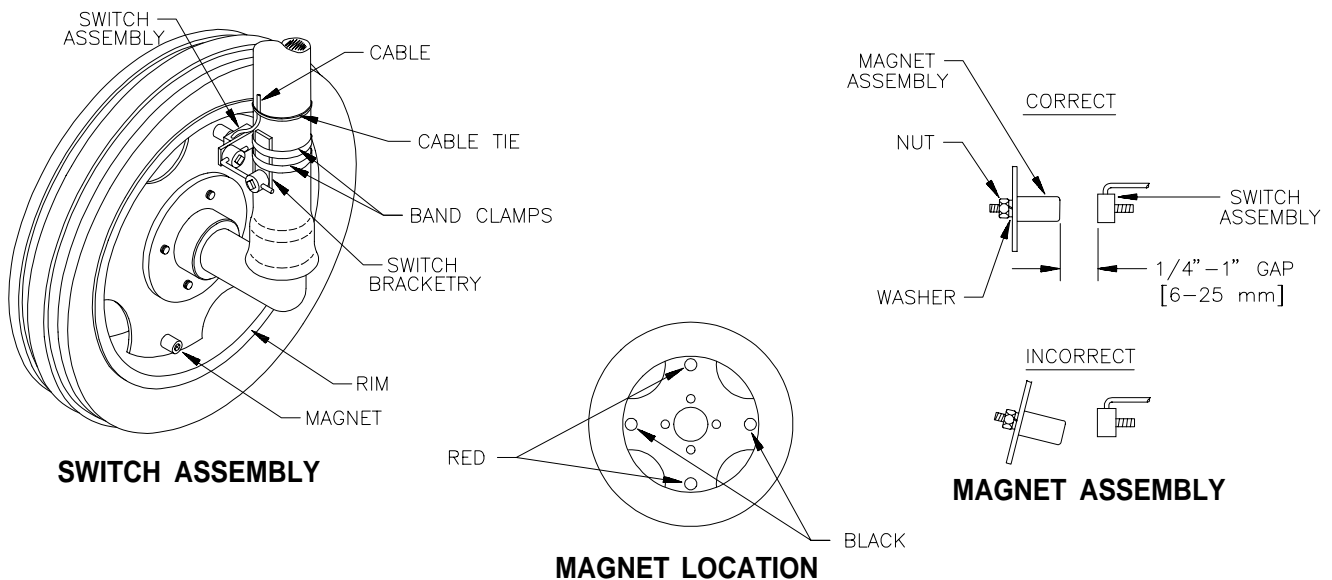 SWITCH
ASSEMBLY
CABLE
CABLE TIE
BAND CLAMPS
SWITCH
BRACKETRY
RIM
MAGNET
SWITCH ASSEMBLY
RED
BLACK
MAGNET LOCATION
MAGNET
ASSEMBLY
CORRECT
NUT
SWITCH
ASSEMBLY
WASHER
1/4”–1” GAP
[6–25 mm]
INCORRECT
MAGNET ASSEMBLY